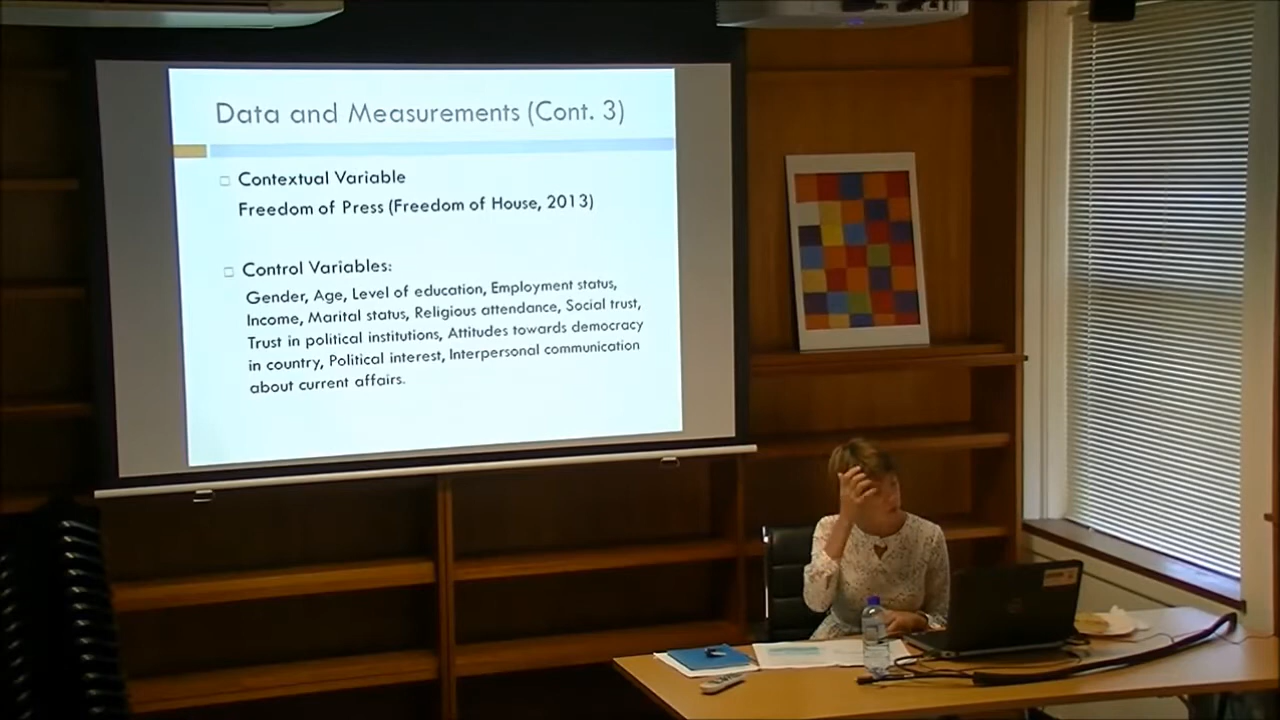 Data and Measurements (Cont. 3)
Contextual Variable
Freedom of Press (Freedom of House, 2013)
Control Variables:
Gender, Age, Level of education, Employment status,
Income, Marital status, Religious attendance, Social trust,
Trust in political institutions, Attitudes towards democracy
in country, Political interest, Interpersonal communication
about current affairs.